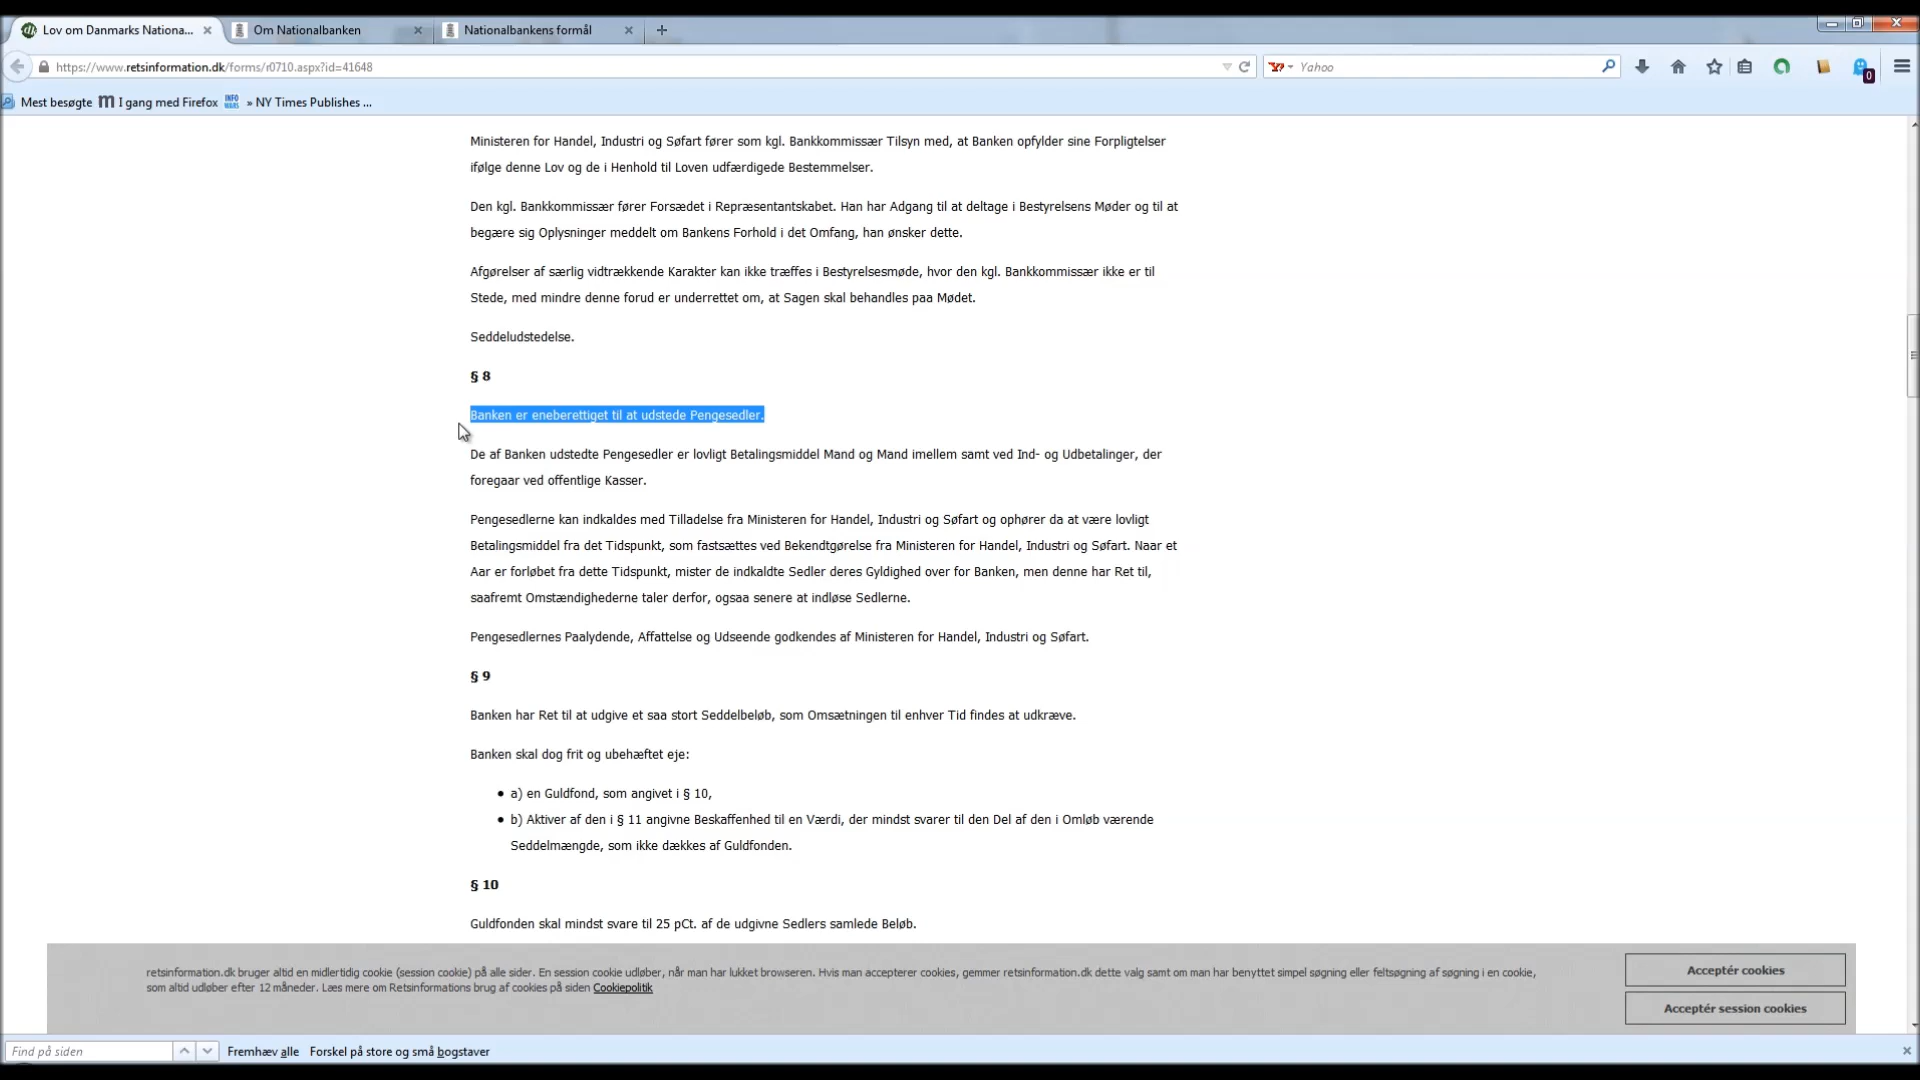 Lov om Danmarks Nationa...
Om Nationalbanken
Nationalbankens formål
https://www.retsinformation.dk/forms/r0710.aspx?id=41648
Yahoo
0
Mest besøgte
I gang med Firefox
» NY Times Publishes ...
Ministeren for Handel, Industri og Søfart fører som kgl. Bankkommissær Tilsyn med, at Banken opfylder sine Forpligtelser
ifølge denne Lov og de i Henhold til Loven udfærdigede Bestemmelser.
Den kgl. Bankkommissær fører Forsædet i Repræsentantskabet. Han har Adgang til at deltage i Bestyrelsens Møder og til at
begære sig Oplysninger meddelt om Bankens Forhold i det Omfang, han ønsker dette.
Afgørelser af særlig vidtrækkende Karakter kan ikke træffes i Bestyrelsesmøde, hvor den kgl. Bankkommissær ikke er til
Stede, med mindre denne forud er underrettet om, at Sagen skal behandles paa Mødet.
Seddeludstedelse.
§ 8
Banken er eneberettiget til at udstede Pengesedler.
De af Banken udstedte Pengesedler er lovligt Betalingsmiddel Mand og Mand imellem samt ved Ind- og Udbetalinger, der
foregaar ved offentlige Kasser.
Pengesedlerne kan indkaldes med Tilladelse fra Ministeren for Handel, Industri og Søfart og ophører da at være lovligt
Betalingsmiddel fra det Tidspunkt, som fastsættes ved Bekendtgørelse fra Ministeren for Handel, Industri og Søfart. Naar et
Aar er forløbet fra dette Tidspunkt, mister de indkaldte Sedler deres Gyldighed over for Banken, men denne har Ret til,
saafremt Omstændighederne taler derfor, ogsaa senere at indløse Sedlerne.
Pengesedlernes Paalydende, Affattelse og Udseende godkendes af Ministeren for Handel, Industri og Søfart.
§ 9
Banken har Ret til at udgive et saa stort Seddelbeløb, som Omsætningen til enhver Tid findes at udkræve.
Banken skal dog frit og ubehæftet eje:
• a) en Guldfond, som angivet i § 10,
• b) Aktiver af den i § 11 angivne Beskaffenhed til en Værdi, der mindst svarer til den Del af den i Omløb værende
Seddelmængde, som ikke dækkes af Guldfonden.
§ 10
Guldfonden skal mindst svare til 25 pCt. af de udgivne Sedlers samlede Beløb.
retsinformation.dk bruger altid en midlertidig cookie (session cookie) på alle sider. En session cookie udløber, når man har lukket browseren. Hvis man accepterer cookies, gemmer retsinformation.dk dette valg samt om man har benyttet simpel søgning eller feltsøgning af søgning i en cookie,
som altid udløber efter 12 måneder. Læs mere om Retsinformations brug af cookies på siden Cookiepolitik
Acceptér cookies
Acceptér session cookies
Find på siden
Fremhæv alle
Forskel på store og små bogstaver